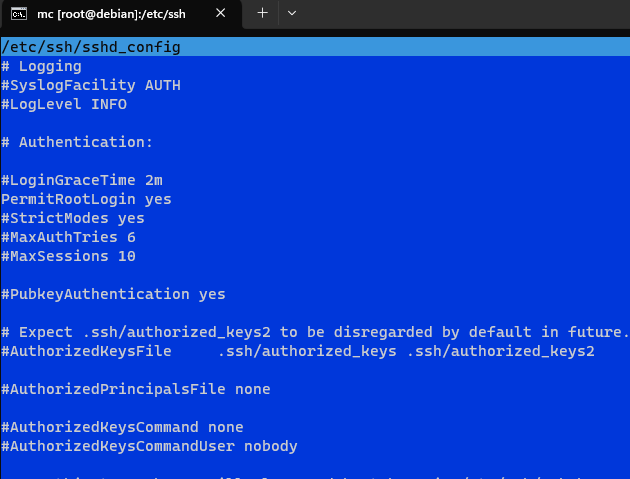 mc [root@debian]:/etc/ssh
/etc/ssh/sshd_config
# Logging
#SyslogFacility AUTH
#LogLevel INFO
# Authentication:
#LoginGraceTime 2m
PermitRootLogin yes
#StrictModes yes
#MaxAuthTries 6
#MaxSessions 10
#PubkeyAuthentication yes
# Expect .ssh/authorized_keys2 to be disregarded by default in future.
#AuthorizedKeysFile     .ssh/authorized_keys .ssh/authorized_keys2
#AuthorizedPrincipalsFile none
#AuthorizedKeysCommand none
#AuthorizedKeysCommandUser nobody